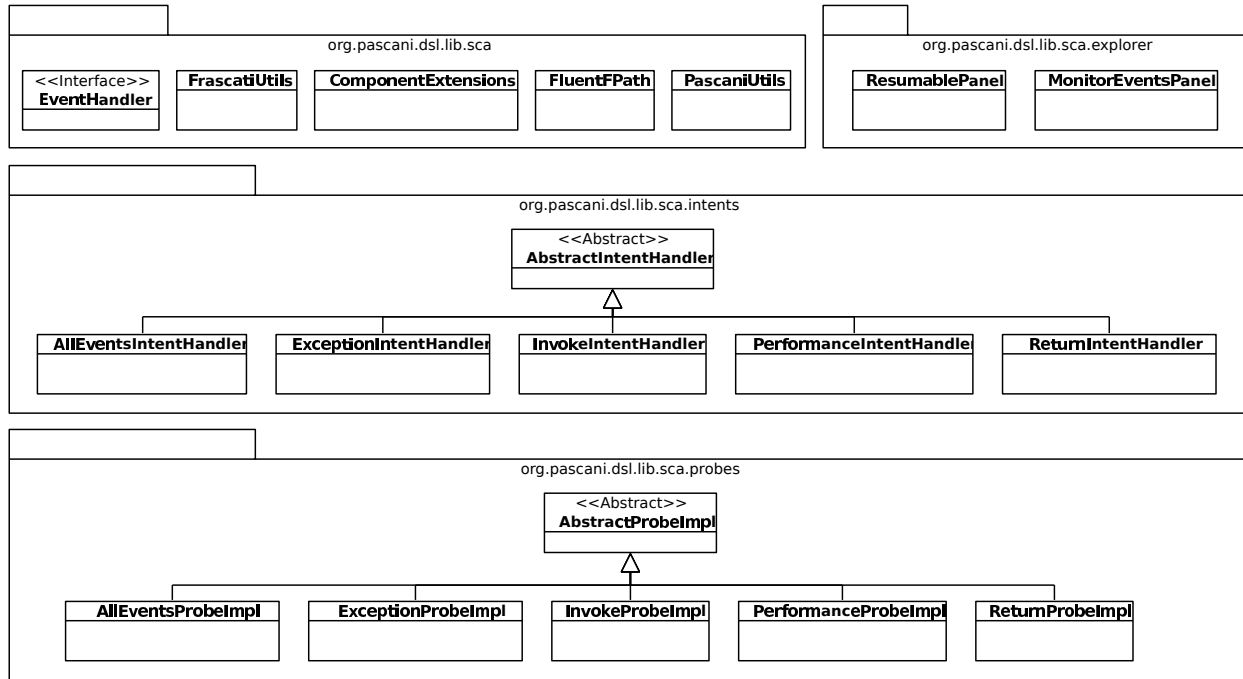 org.pascani.dsl.lib.sca
<<Interface>>
EventHandler
FrascatiUtils
ComponentExtensions
FluentFPath
PascaniUtils
org.pascani.dsl.lib.sca.explorer
ResumablePanel
MonitorEventsPanel
org.pascani.dsl.lib.sca.intents
<<Abstract>>
AbstractIntentHandler
AllEventsIntentHandler
ExceptionIntentHandler
InvokeIntentHandler
PerformanceIntentHandler
ReturnIntentHandler
org.pascani.dsl.lib.sca.probes
<<Abstract>>
AbstractProbeImpl
AllEventsProbeImpl
ExceptionProbeImpl
InvokeProbeImpl
PerformanceProbeImpl
ReturnProbeImpl